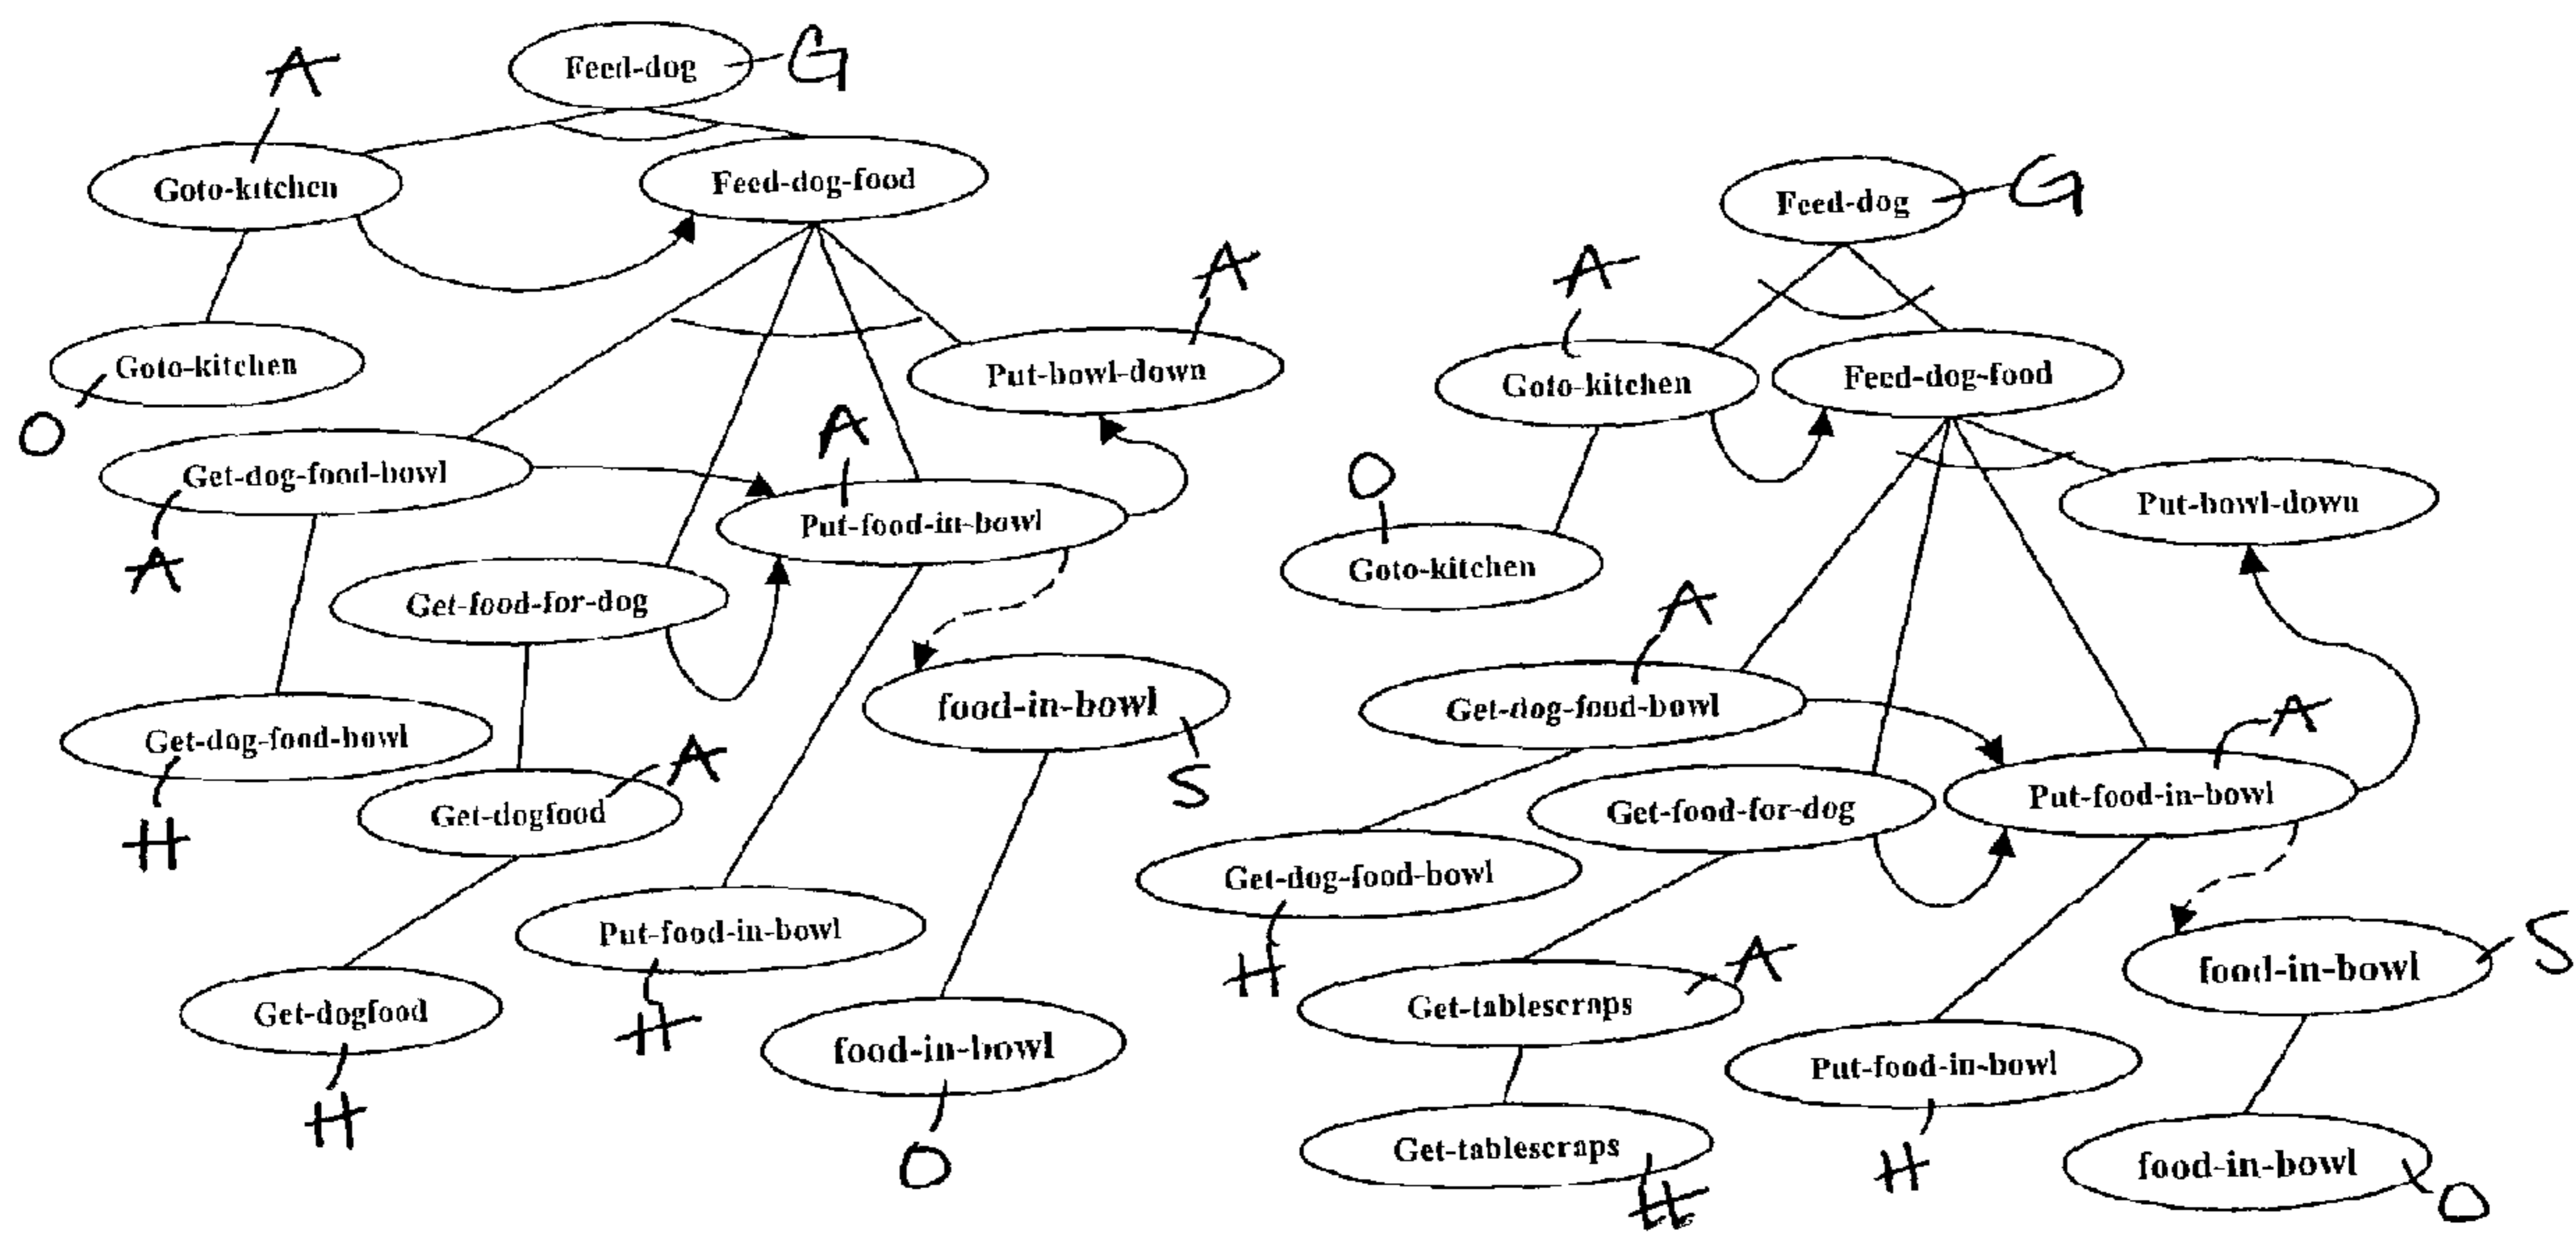 Feed-dog
G
A
Goto-kitchen
Feed-dog-food
A
Goto-kitchen
O
Put-bowl-down
A
Get-dog-food-bowl
A
Put-food-in-bowl
Get-food-for-dog
food-in-bowl
S
Get-dog-food-bowl
H
A
Get-dogfood
Put-food-in-bowl
H
Get-dogfood
H
food-in-bowl
O
Feed-dog
G
A
Goto-kitchen
Feed-dog-food
O
Goto-kitchen
Put-bowl-down
A
Get-dog-food-bowl
A
Get-food-for-dog
Put-food-in-bowl
Get-dog-food-bowl
H
A
Get-tablescraps
food-in-bowl
S
Put-food-in-bowl
H
Get-tablescraps
H
food-in-bowl
O